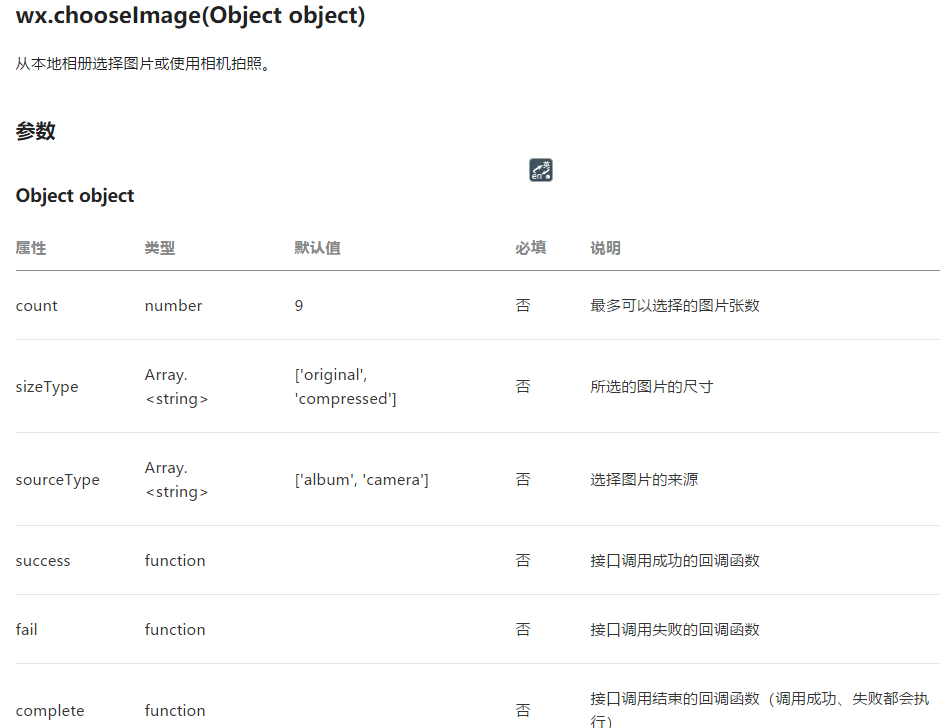 wx.chooseImage(Object object)
从本地相册选择图片或使用相机拍照。
参数
英
en
Object object
属性 类型 默认值 必填 说明
count number 9 否 最多可以选择的图片张数
sizeType Array.<string> ['original', 'compressed'] 否 所选的图片的尺寸
sourceType Array.<string> ['album', 'camera'] 否 选择图片的来源
success function 否 接口调用成功的回调函数
fail function 否 接口调用失败的回调函数
complete function 否 接口调用结束的回调函数（调用成功、失败都会执行）